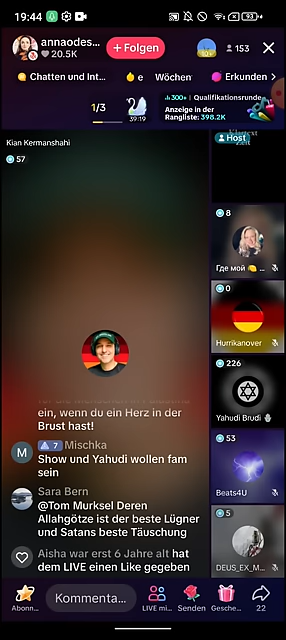 19:44
93
annaodes...
20.5K
+ Folgen
153
Chatten und Int...
e
Wöchen
Erkunden
1/3
39:19
300+ Qualifikationsrunde
Anzeige in der
Rangliste: 398.2K
Kian Kermanshahi
57
Klartext
Zeit
Host
8
Где мой
0
Hurrikanover
226
Yahudi Brudi
53
Beats4U
5
DEUS_EX_M...
ein, wenn du ein Herz in der
Brust hast!
M
7 Mischka
Show und Yahudi wollen fam
sein
Sara Bern
@Tom Murksel Deren
Allahgötze ist der beste Lügner
und Satans beste Täuschung
Aisha war erst 6 Jahre alt hat
dem LIVE einen Like gegeben
Abonn...
Kommenta...
LIVE mi...
Senden
Gesche...
22